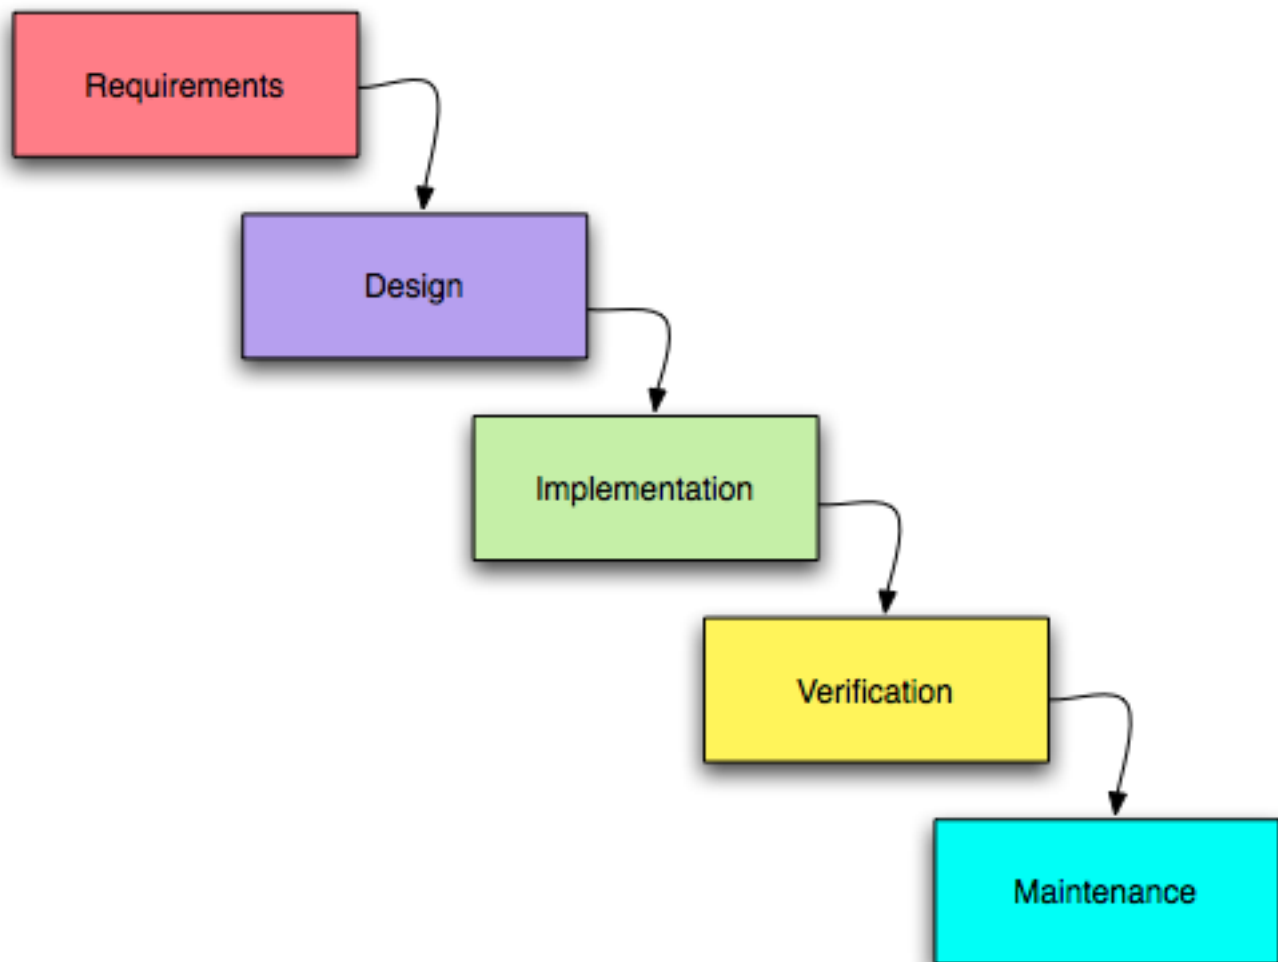 Requirements
Design
Implementation
Verification
Maintenance